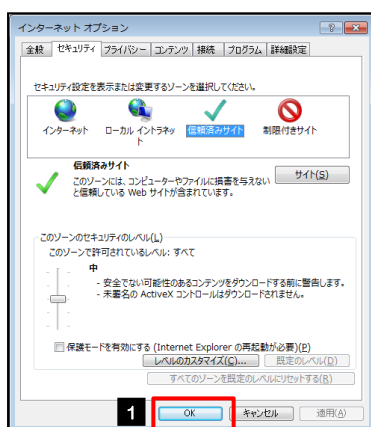 インターネット オプション
全般 セキュリティ プライバシー コンテンツ 接続 プログラム 詳細設定
セキュリティ設定を表示または変更するゾーンを選択してください。
インターネット ローカル イントラネッ 信頼済みサイト 制限付きサイト
ト
信頼済みサイト
サイト(S)
このゾーンには、コンピューターやファイルに損害を与えない
と信頼している Web サイトが含まれています。
このゾーンのセキュリティのレベル(L)
このゾーンで許可されているレベル: すべて
中
- 安全でない可能性のあるコンテンツをダウンロードする前に警告します。
- 未署名の ActiveX コントロールはダウンロードされません。
保護モードを有効にする (Internet Explorer の再起動が必要)(P)
レベルのカスタマイズ(C)... 既定のレベル(D)
すべてのゾーンを既定のレベルにリセットする(R)
1 OK キャンセル 適用(A)